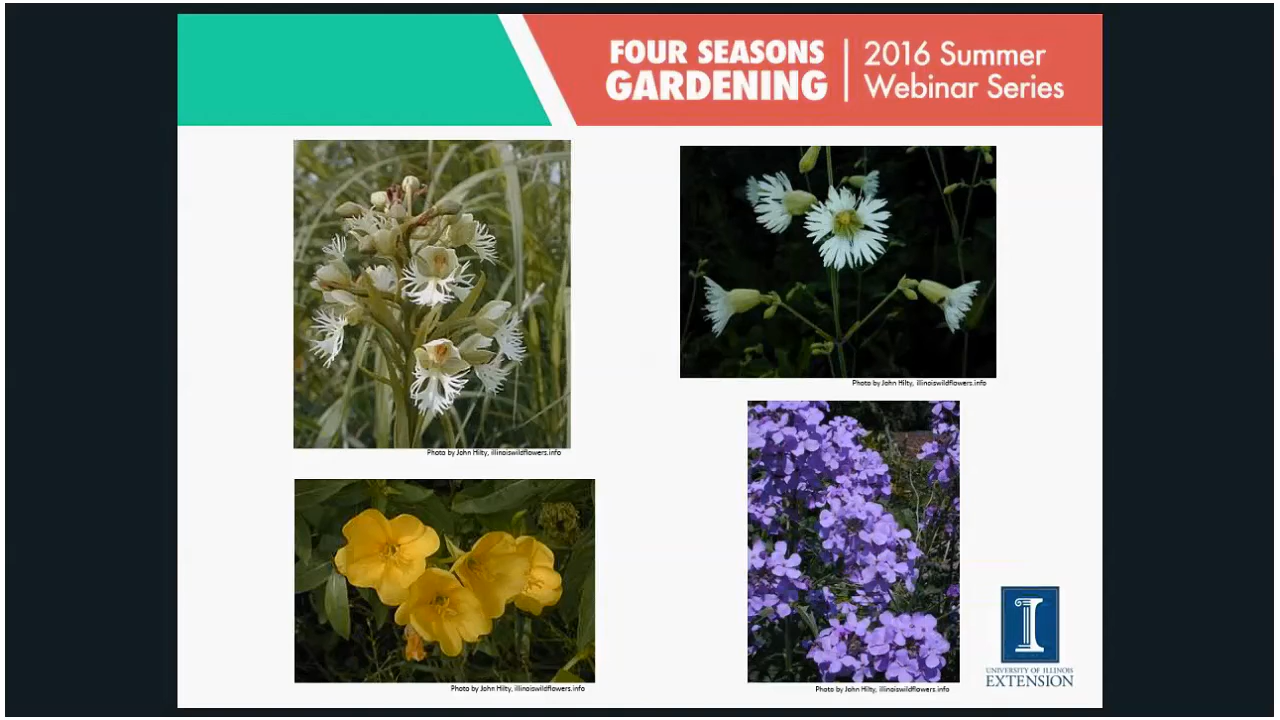 FOUR SEASONS
GARDENING
2016 Summer
Webinar Series
Photo by John Hilty, illinoiswildflowers.info
Photo by John Hilty, illinoiswildflowers.info
Photo by John Hilty, illinoiswildflowers.info
Photo by John Hilty, illinoiswildflowers.info
I
UNIVERSITY OF ILLINOIS
EXTENSION